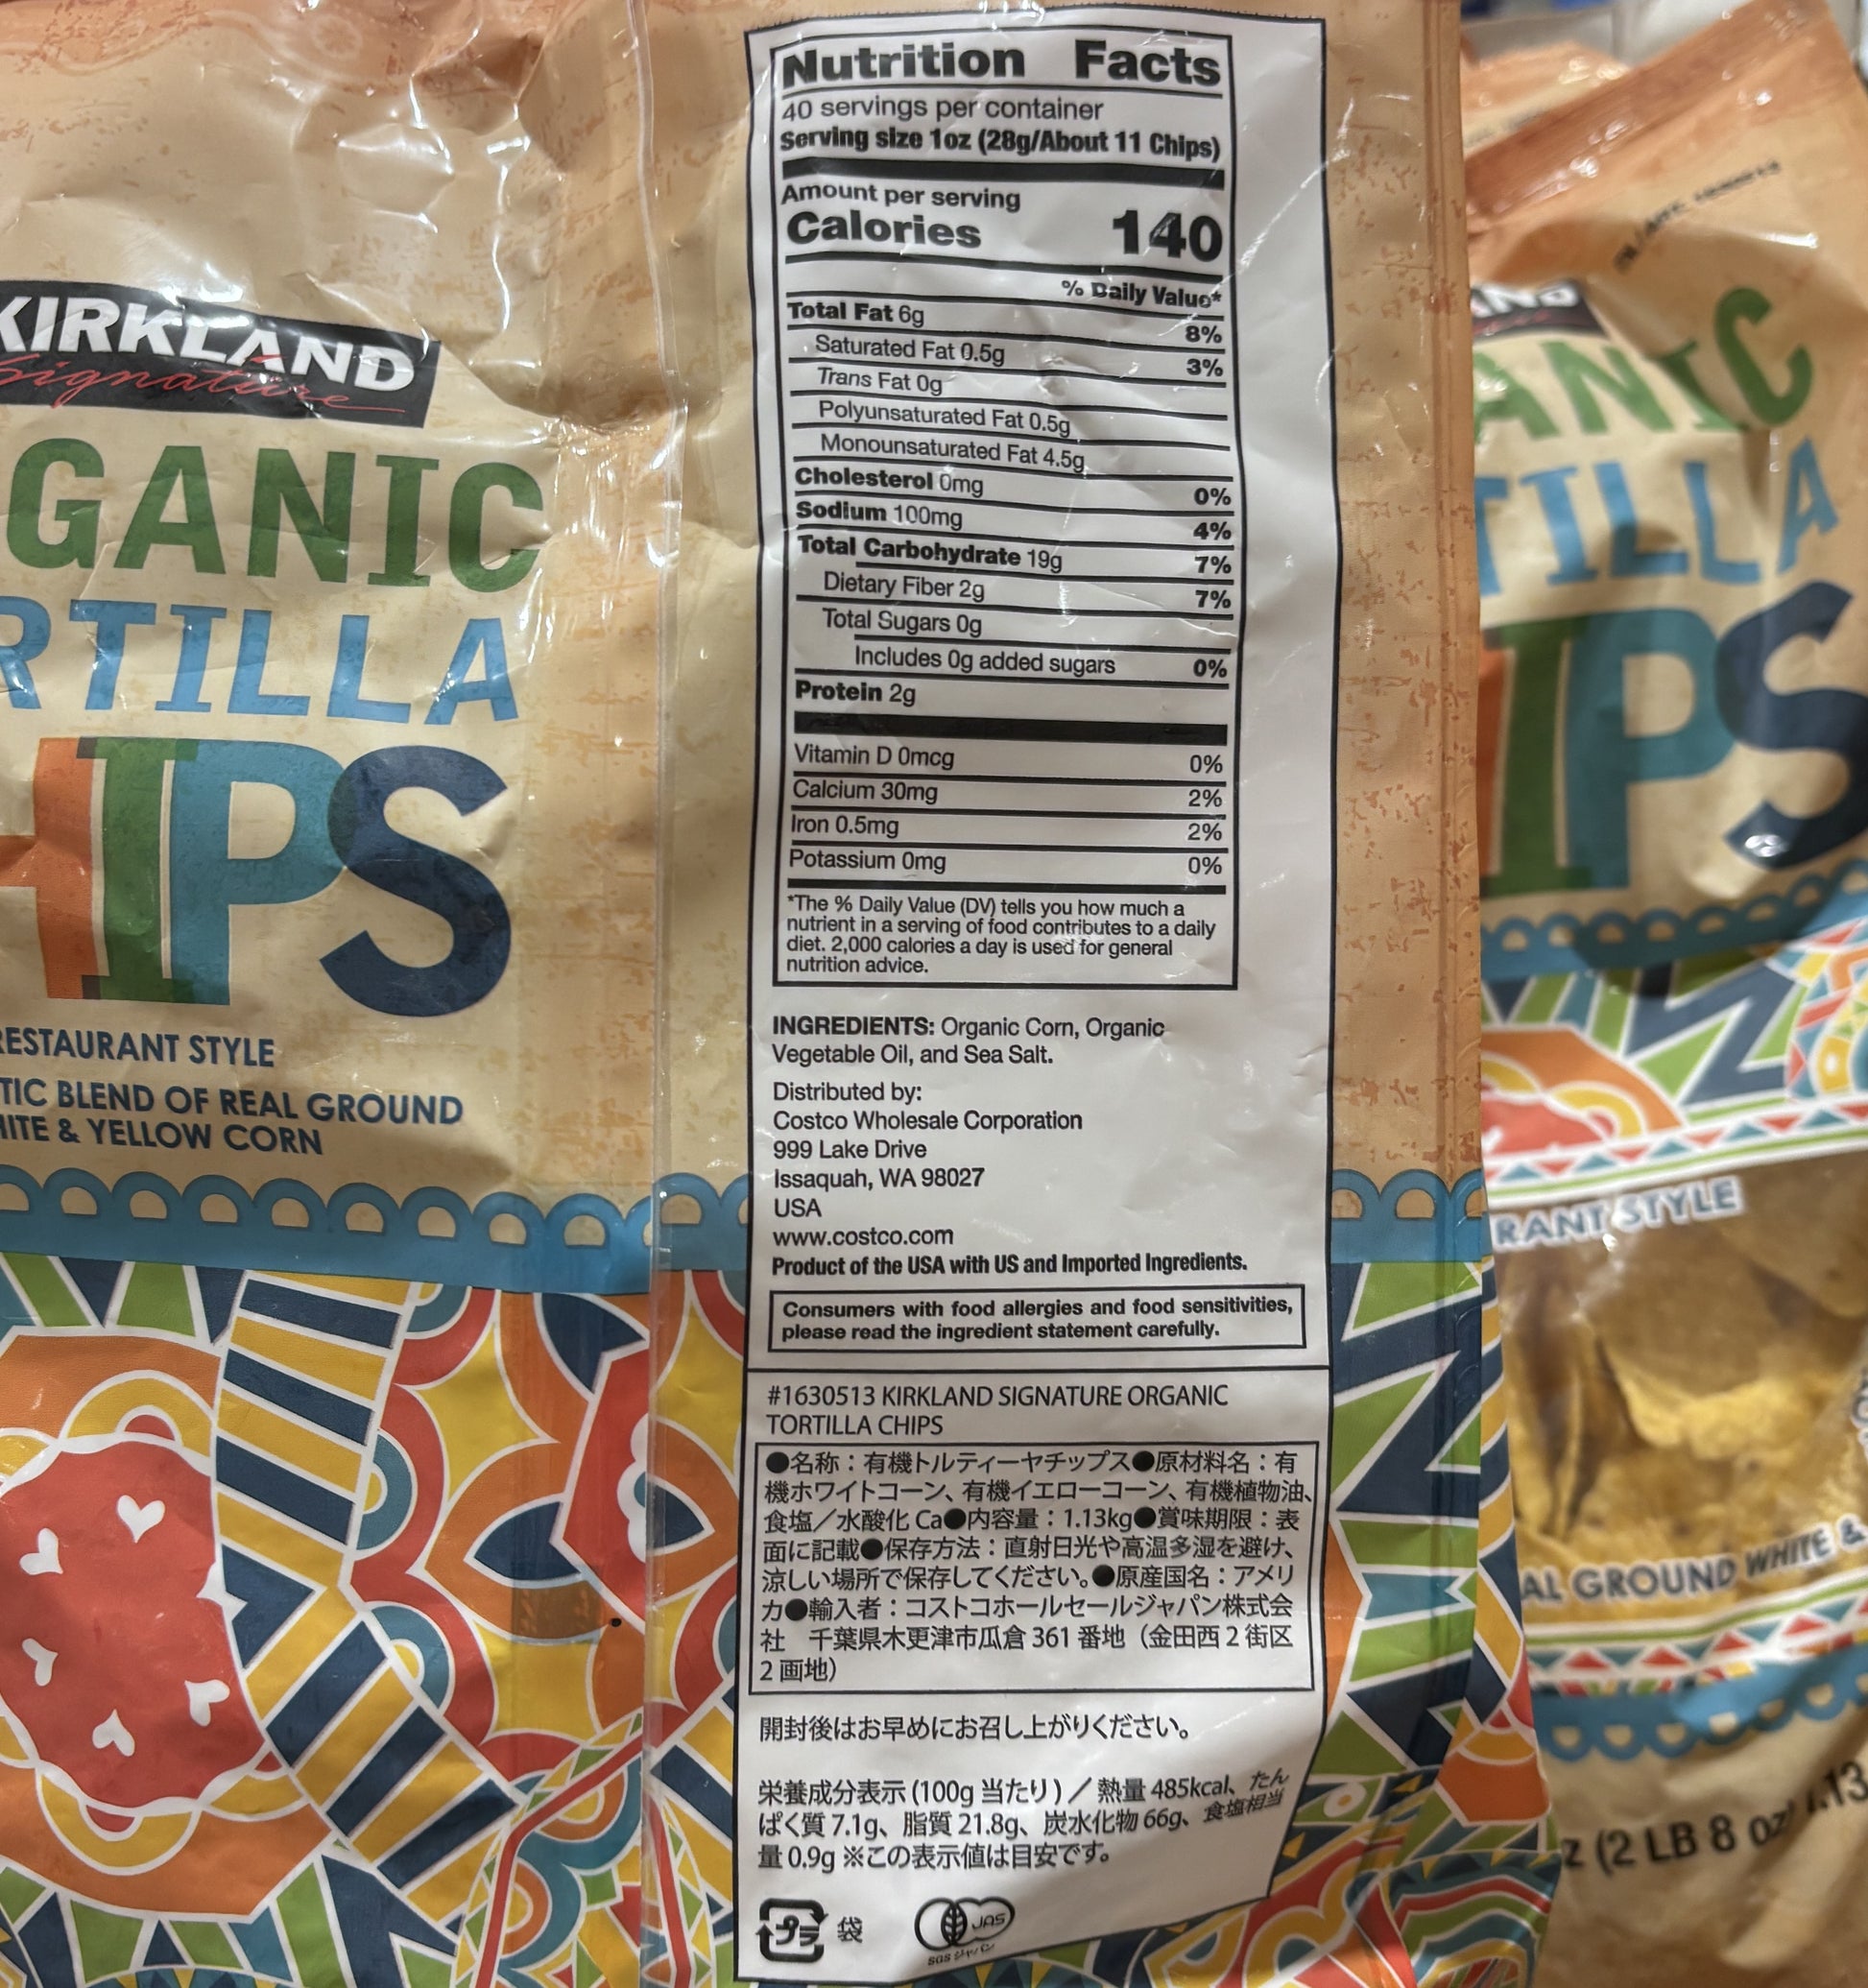 KIRKLAND
Signature
GANIC
RTILLA
HIPS
RESTAURANT STYLE
TIC BLEND OF REAL GROUND
HITE & YELLOW CORN
Nutrition Facts
40 servings per container
Serving size 1oz (28g/About 11 Chips)
Amount per serving
Calories 140
% Daily Value*
Total Fat 6g 8%
Saturated Fat 0.5g 3%
Trans Fat 0g
Polyunsaturated Fat 0.5g
Monounsaturated Fat 4.5g
Cholesterol 0mg 0%
Sodium 100mg 4%
Total Carbohydrate 19g 7%
Dietary Fiber 2g 7%
Total Sugars 0g
Includes 0g added sugars 0%
Protein 2g
Vitamin D 0mcg 0%
Calcium 30mg 2%
Iron 0.5mg 2%
Potassium 0mg 0%
*The % Daily Value (DV) tells you how much a
nutrient in a serving of food contributes to a daily
diet. 2,000 calories a day is used for general
nutrition advice.
INGREDIENTS: Organic Corn, Organic
Vegetable Oil, and Sea Salt.
Distributed by:
Costco Wholesale Corporation
999 Lake Drive
Issaquah, WA 98027
USA
www.costco.com
Product of the USA with US and Imported Ingredients.
Consumers with food allergies and food sensitivities,
please read the ingredient statement carefully.
#1630513 KIRKLAND SIGNATURE ORGANIC
TORTILLA CHIPS
●名称：有機トルティーヤチップス●原材料名：有
機ホワイトコーン、有機イエローコーン、有機植物油、
食塩／水酸化 Ca●内容量：1.13kg●賞味期限：表
面に記載●保存方法：直射日光や高温多湿を避け、
涼しい場所で保存してください。●原産国名：アメリ
カ●輸入者：コストコホールセールジャパン株式会
社　千葉県木更津市瓜倉 361 番地（金田西 2 街区
2 画地）
開封後はお早めにお召し上がりください。
栄養成分表示 (100g 当たり) ／ 熱量 485kcal、たん
ぱく質 7.1g、脂質 21.8g、炭水化物 66g、食塩相当
量 0.9g ※この表示値は目安です。
プラ 袋
JAS
SGS ジャパン
ANIC
TILLA
IPS
RANT STYLE
AL GROUND WHITE &
z (2 LB 8 oz) 1.13